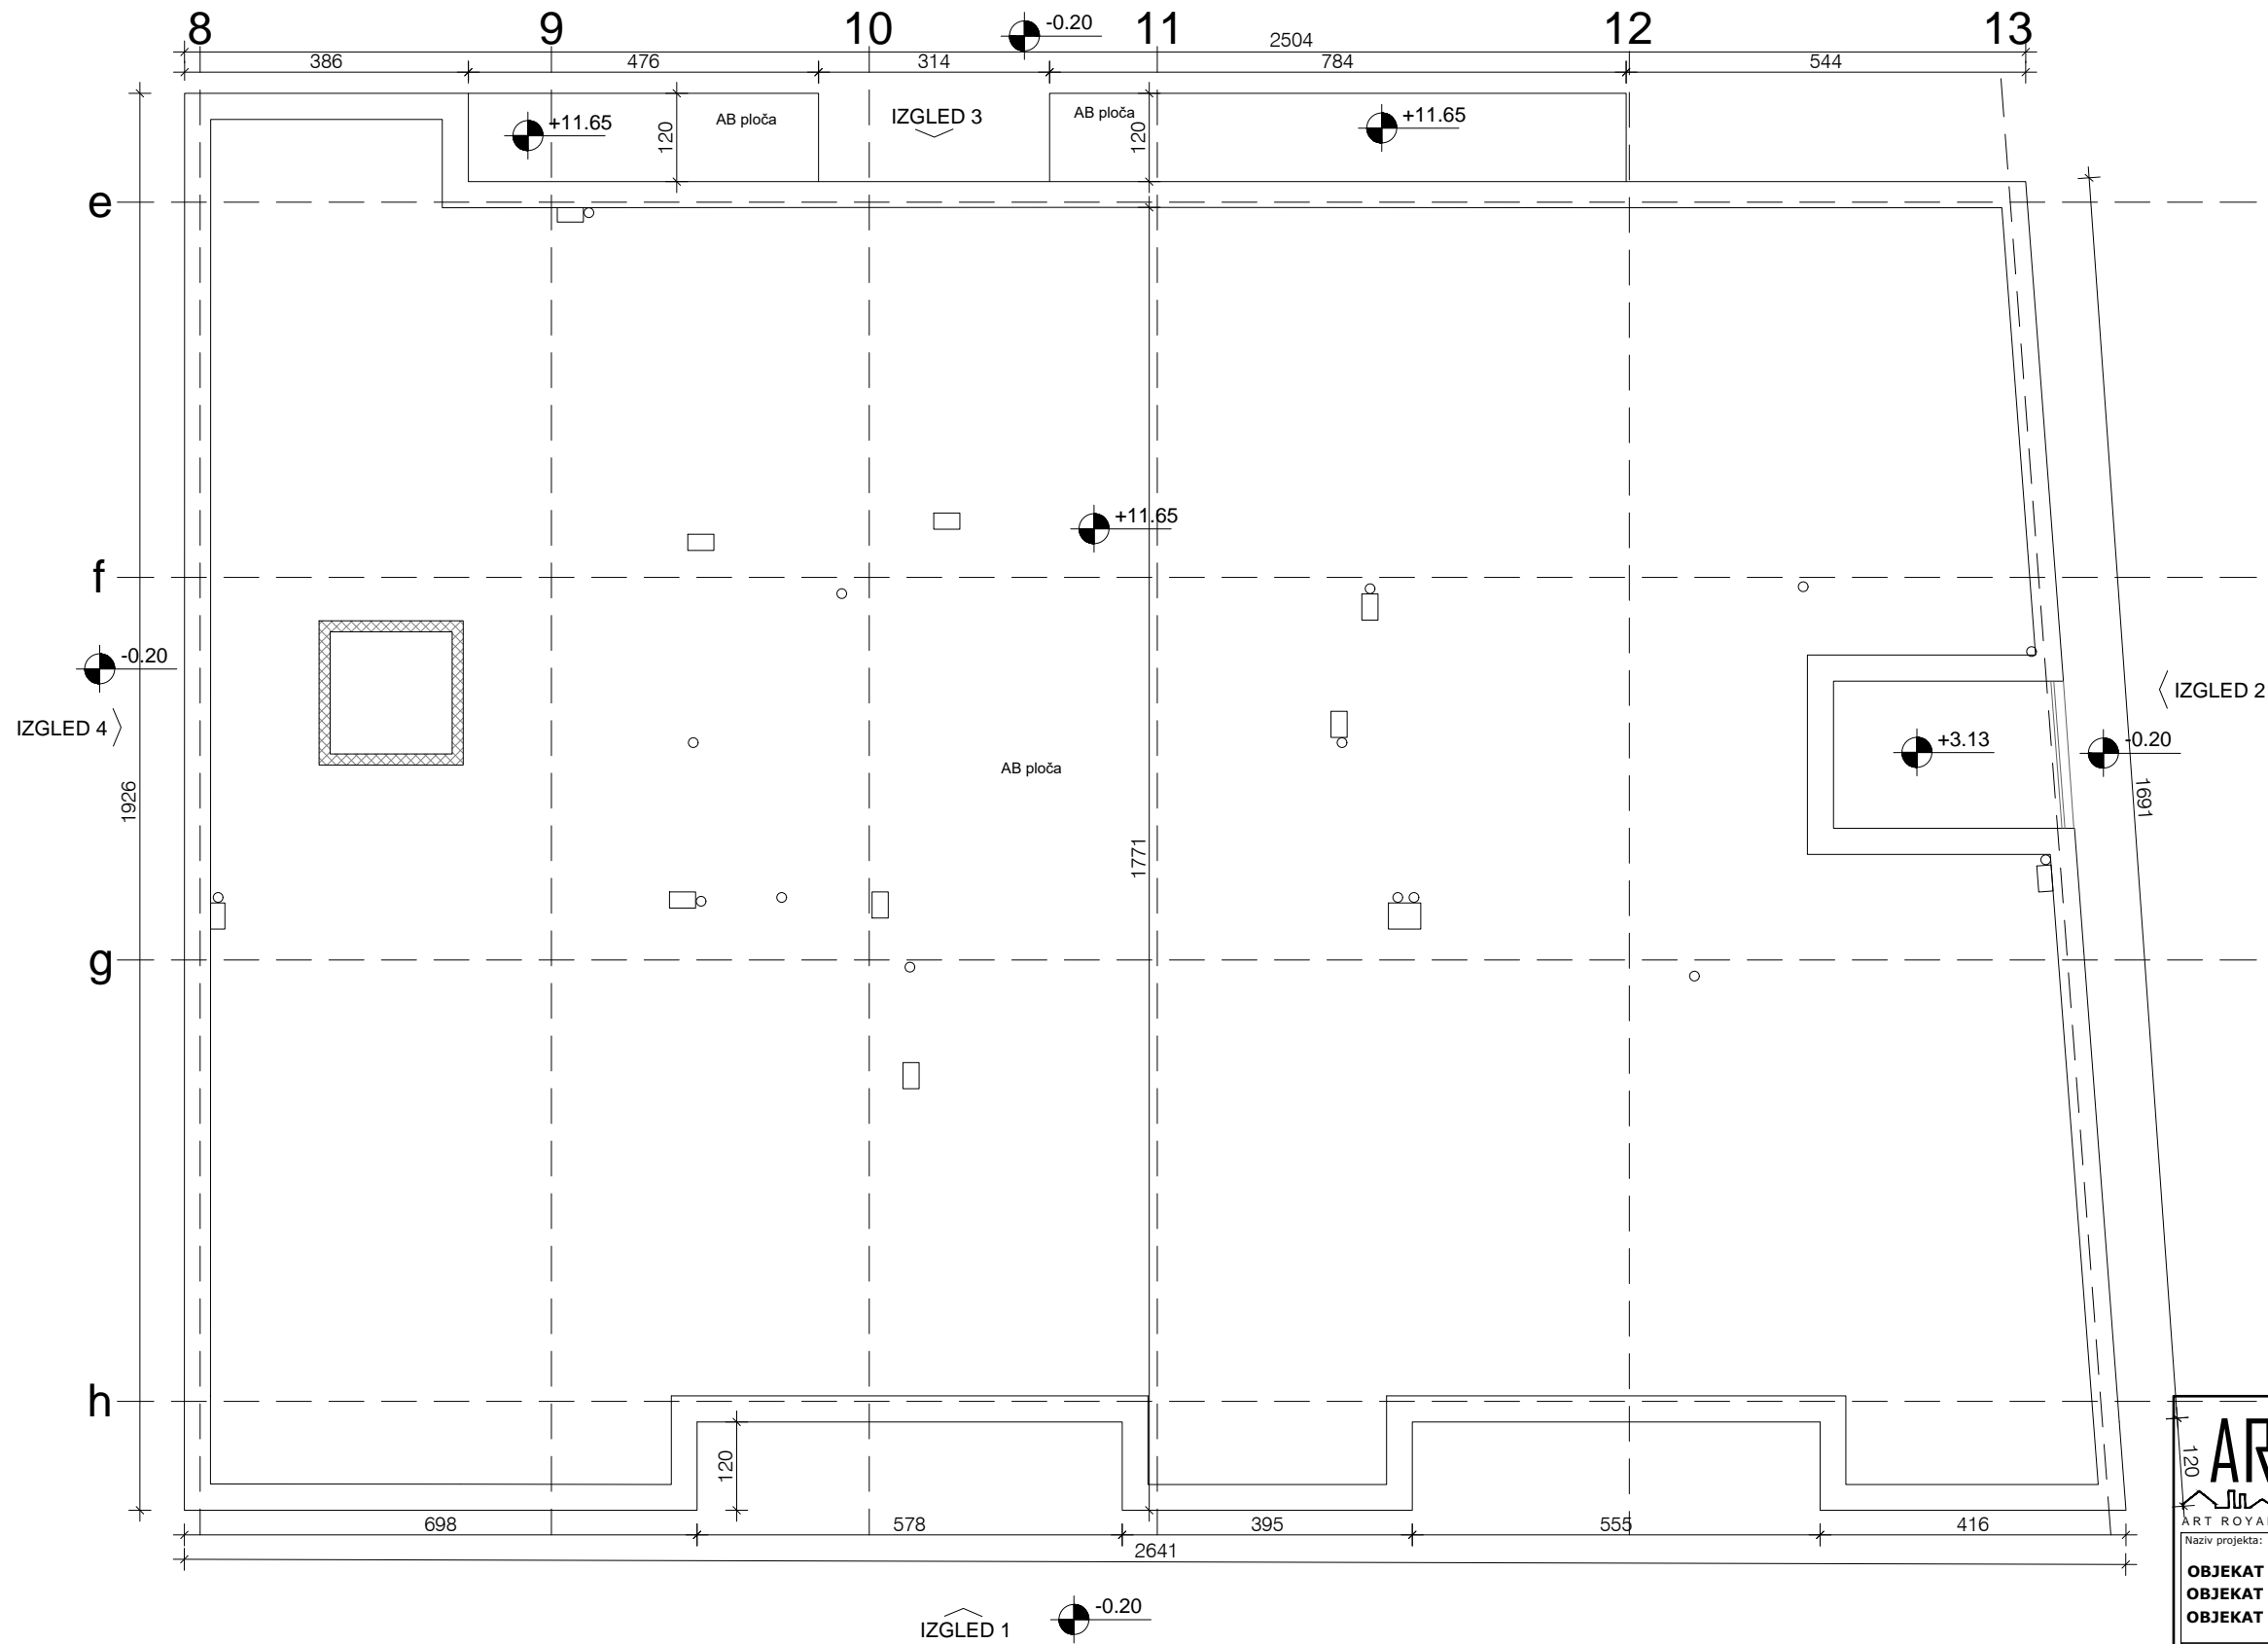 8 9 10 11 12 13
-0.20
2504
386 476 314 784 544
+11.65 120 AB ploča IZGLED 3 AB ploča 120 +11.65
e
+11.65
f
-0.20
IZGLED 4
IZGLED 2
+3.13
-0.20
AB ploča
1926
1691
1771
g
h
120
120
698 578 395 555 416
2641
IZGLED 1
-0.20
ART ROYA
Naziv projekta:
OBJEKAT
OBJEKAT
OBJEKAT